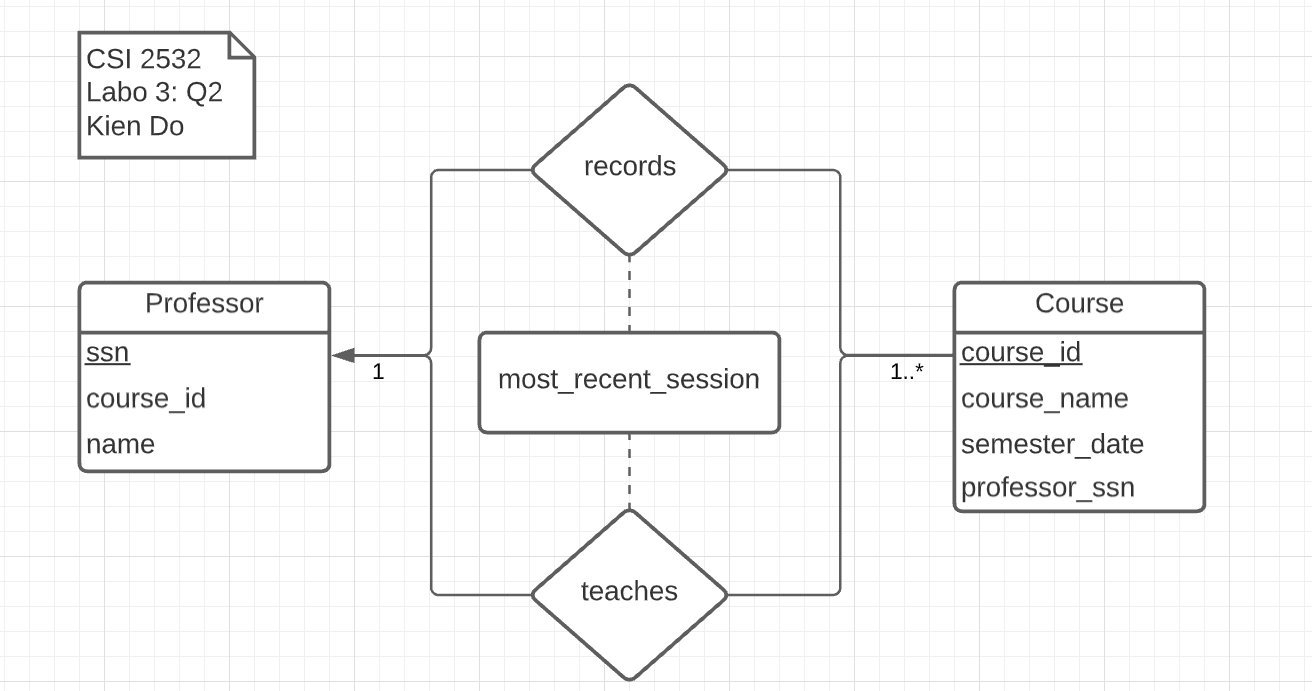 CSI 2532
Labo 3: Q2
Kien Do
records
Professor
ssn
course_id
name
1
most_recent_session
1..*
Course
course_id
course_name
semester_date
professor_ssn
teaches